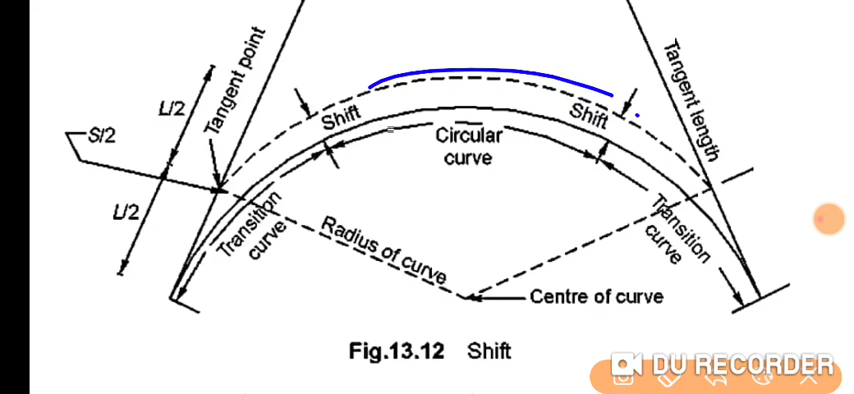 Tangent point
Tangent length
L/2
S/2
L/2
Shift
Shift
Circular
curve
Transition
curve
Transition
curve
Radius of curve
Centre of curve
Fig.13.12 Shift
DU RECORDER